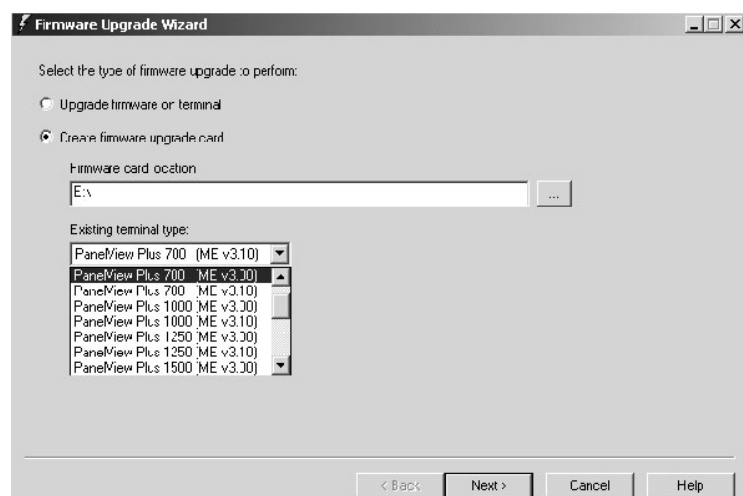 Firmware Upgrade Wizard
Select the type of firmware upgrade to perform:
Upgrade firmware on terminal
Create firmware upgrade card
Firmware card location
E:\
...
Existing terminal type:
PanelView Plus 700 (ME v3.10)
PanelView Plus 700 (ME v3.00)
PanelView Plus 700 (ME v3.10)
PanelView Plus 1000 (ME v3.00)
PanelView Plus 1000 (ME v3.10)
PanelView Plus 1250 (ME v3.00)
PanelView Plus 1250 (ME v3.10)
PanelView Plus 1500 (ME v3.00)
< Back
Next >
Cancel
Help